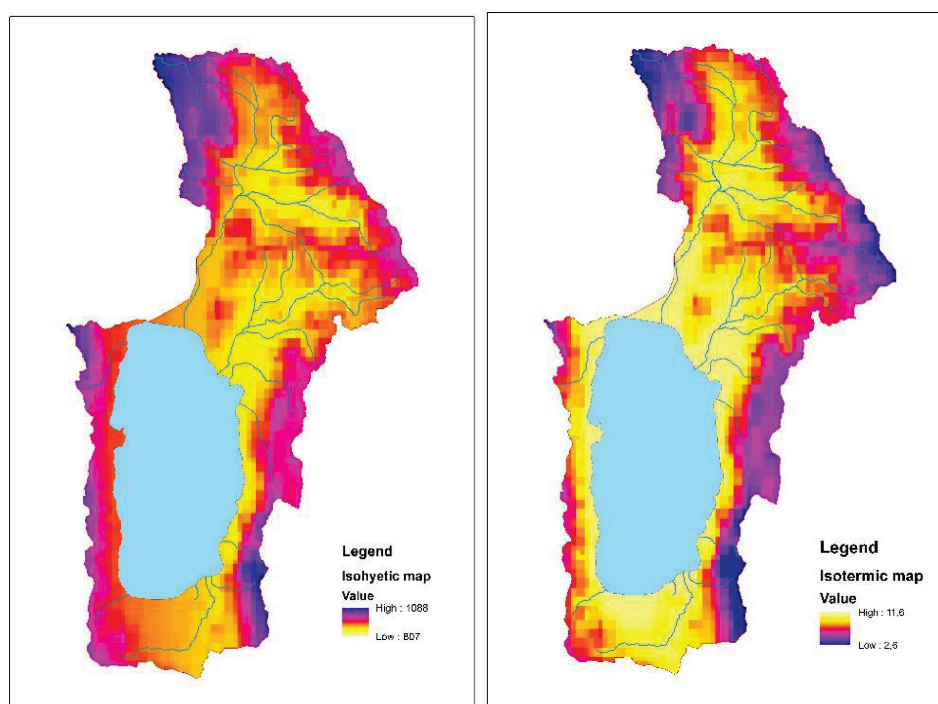 Legend
Isohyetic map
Value
High : 1088
Low : 807
Legend
Isotermic map
Value
High : 11,6
Low : 2,6